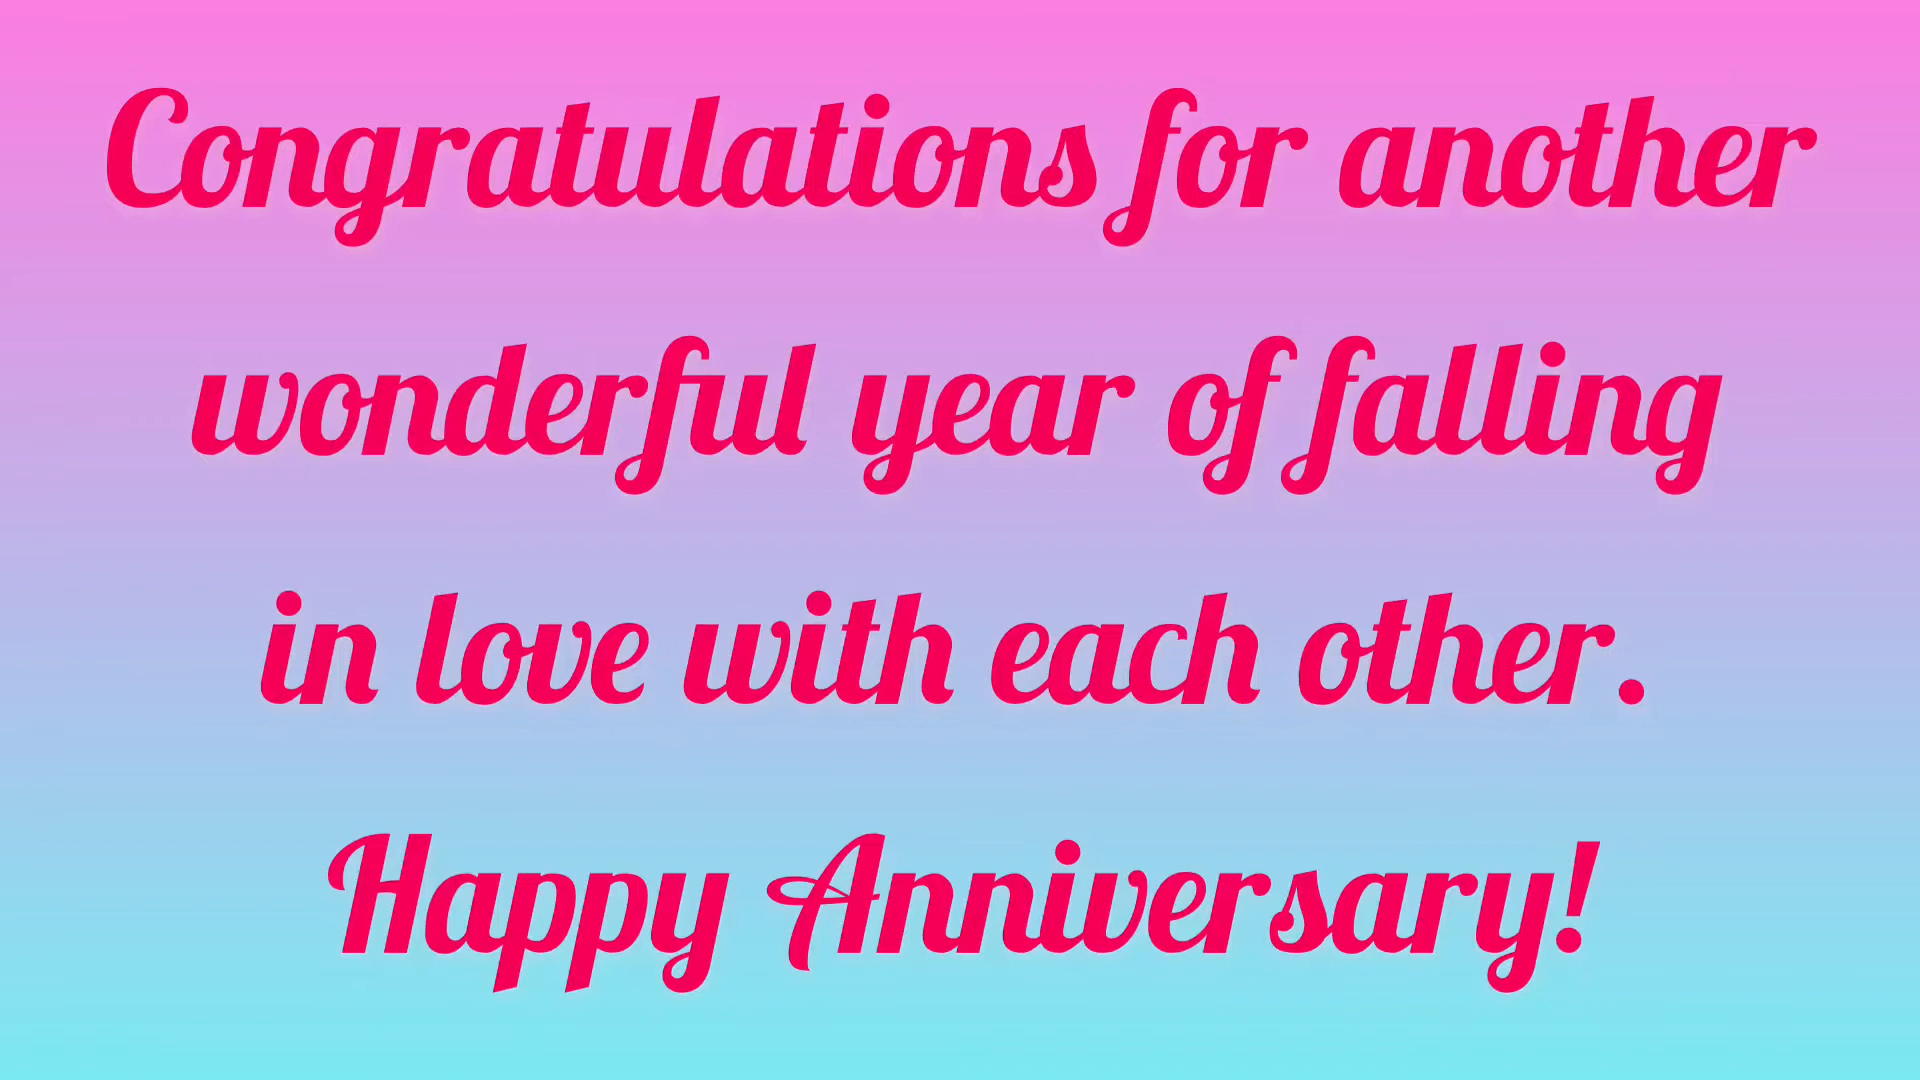 Congratulations for another
wonderful year of falling
in love with each other.
Happy Anniversary!